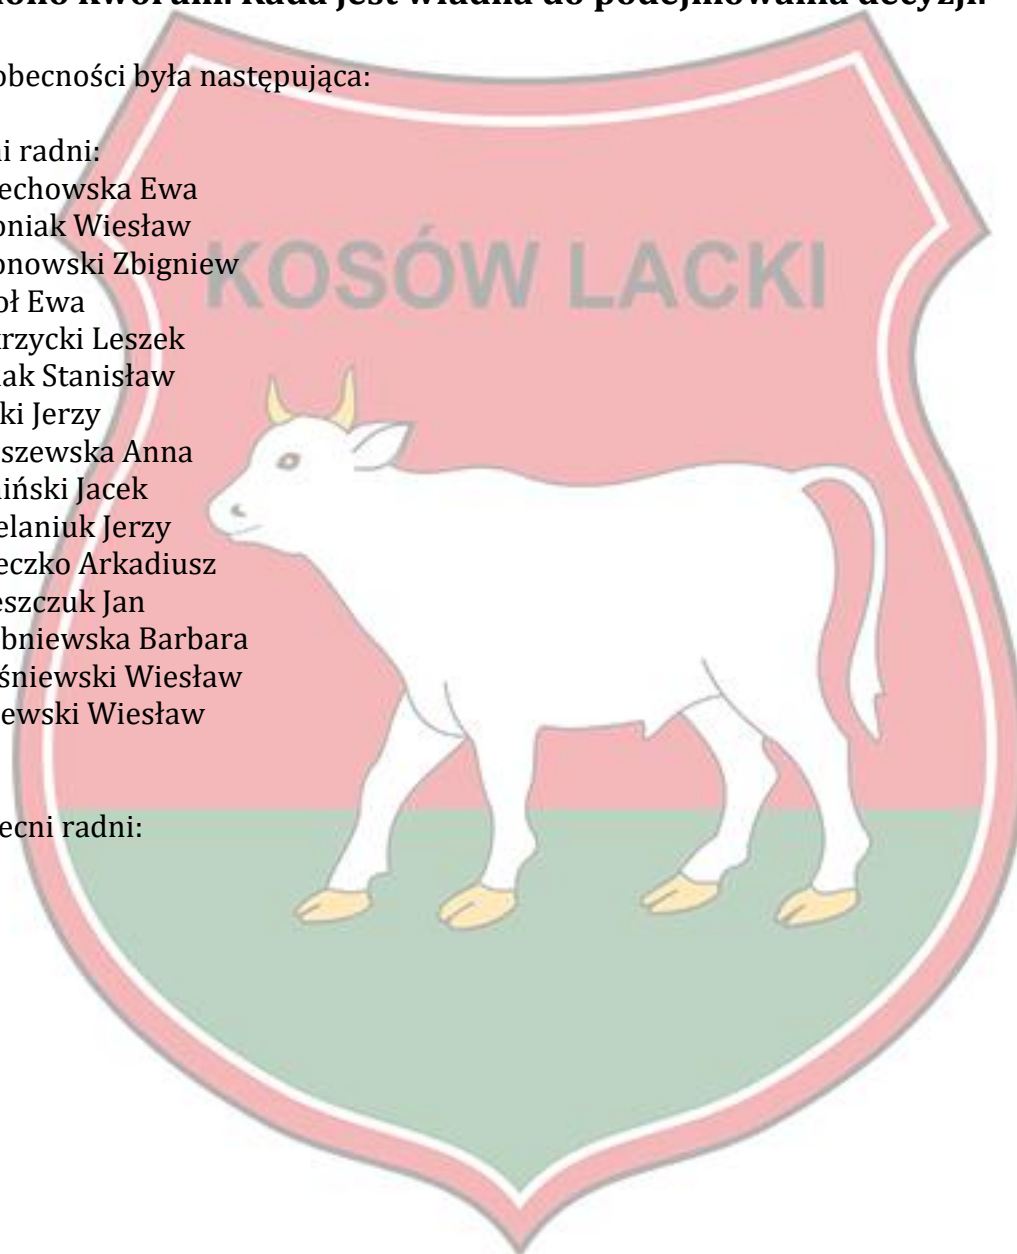 ono kworum. Rada jest władna do podejmowania decyzji.
obecności była następująca:
i radni:
echowska Ewa
oniak Wiesław
onowski Zbigniew
KOSÓW LACKI
oł Ewa
krzycki Leszek
ak Stanisław
ki Jerzy
szewska Anna
iński Jacek
elaniuk Jerzy
eczko Arkadiusz
eszczuk Jan
bniewska Barbara
śniewski Wiesław
ewski Wiesław
ecni radni: